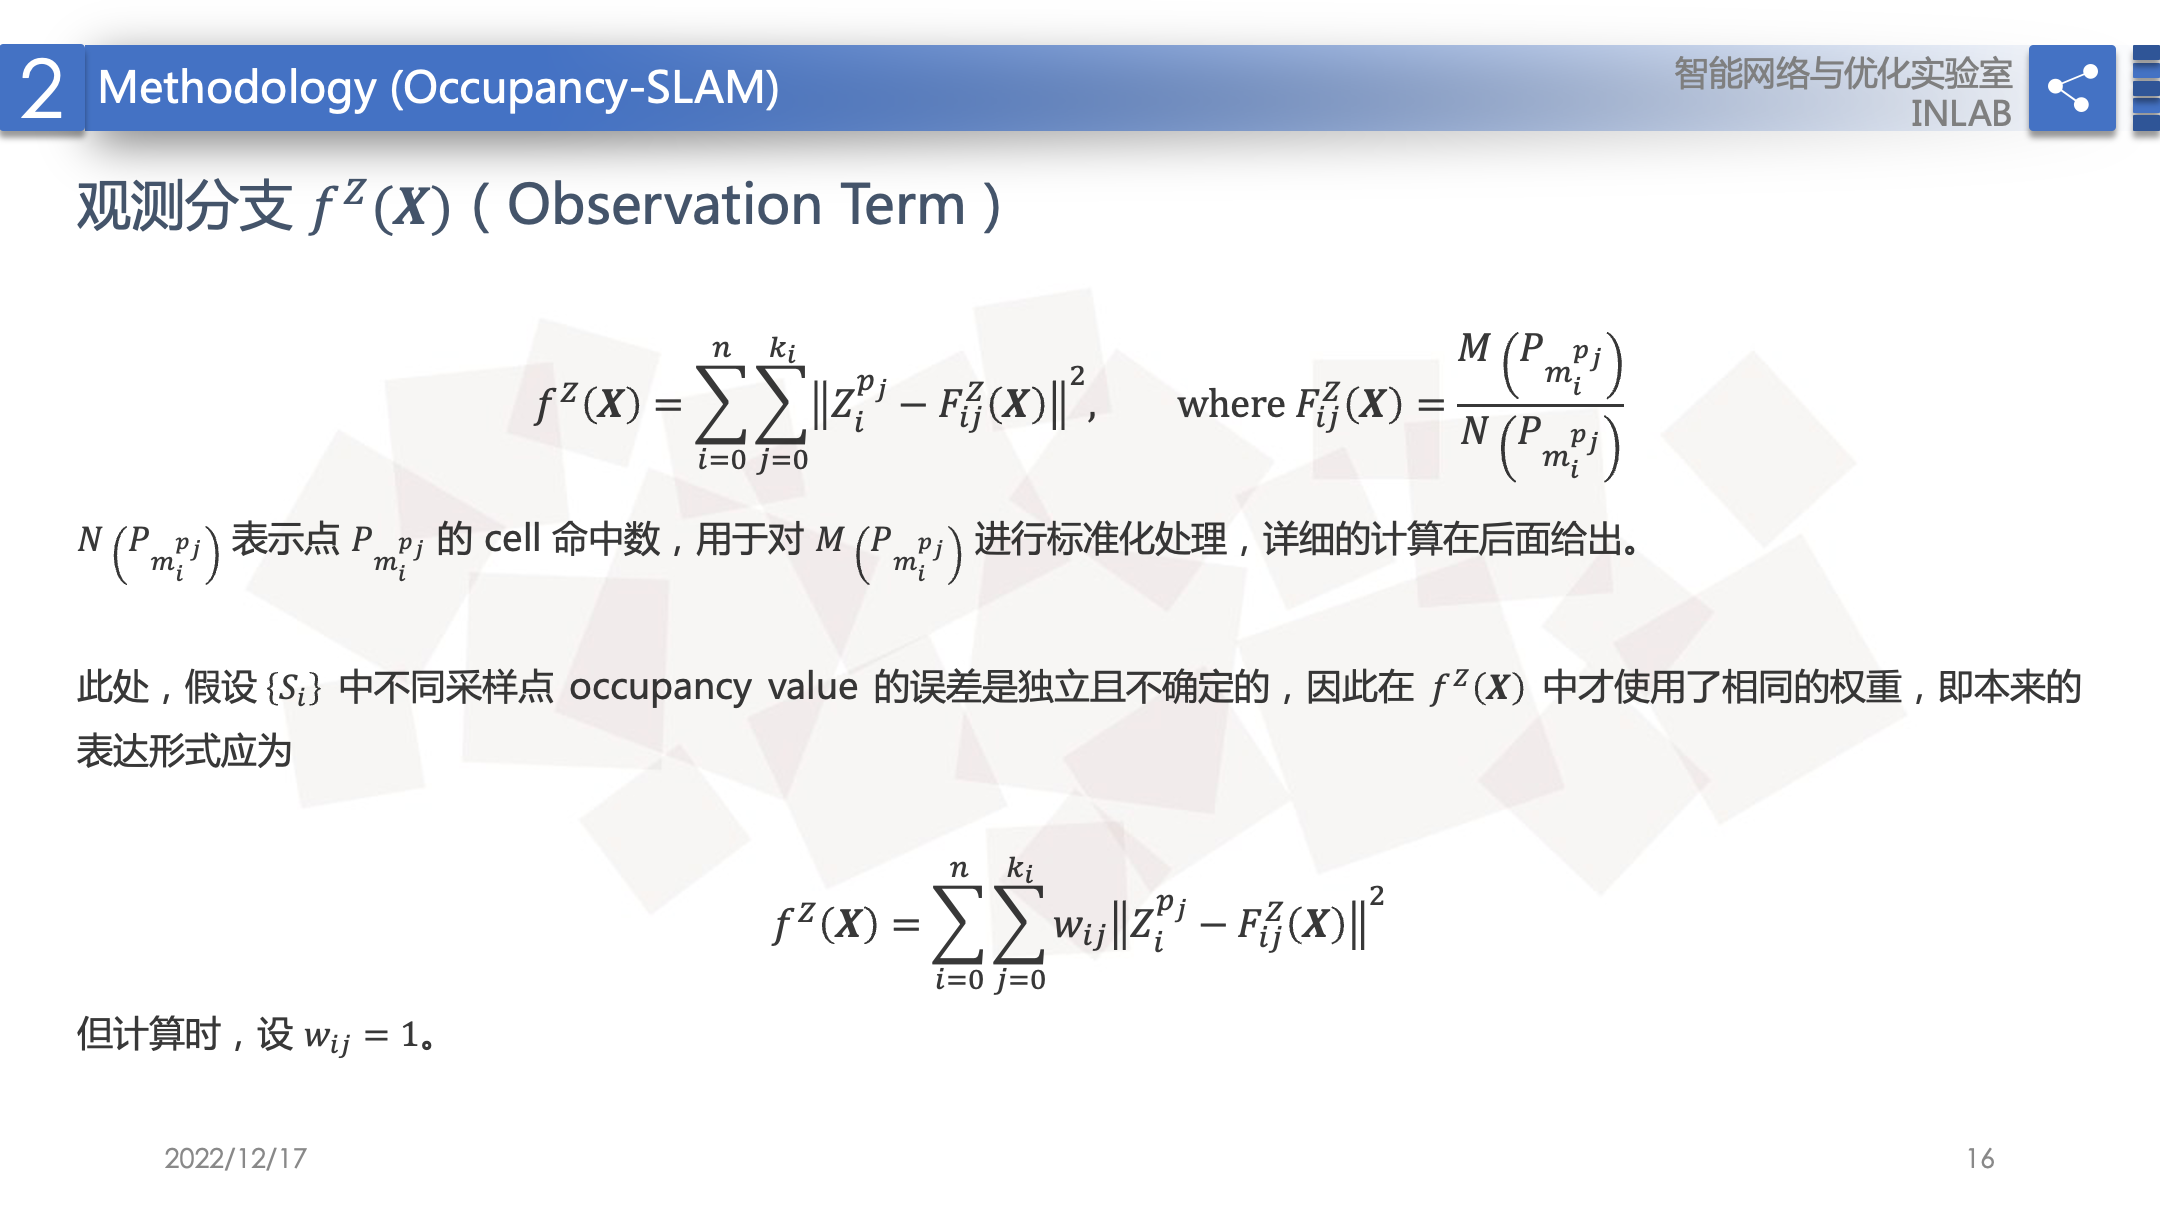 2 Methodology (Occupancy-SLAM)
智能网络与优化实验室
INLAB
观测分支 $f^Z(\boldsymbol{X})$（Observation Term）
$f^Z(\boldsymbol{X}) = \sum_{i=0}^{n}\sum_{j=0}^{k_i}\left\|Z_i^{p_j} - F_{ij}^Z(\boldsymbol{X})\right\|^2, \quad \text{where } F_{ij}^Z(\boldsymbol{X}) = \frac{M\left(P_{m_i^{p_j}}\right)}{N\left(P_{m_i^{p_j}}\right)}$
$N\left(P_{m_i^{p_j}}\right)$ 表示点 $P_{m_i^{p_j}}$ 的 cell 命中数，用于对 $M\left(P_{m_i^{p_j}}\right)$ 进行标准化处理，详细的计算在后面给出。
此处，假设 $\{S_i\}$ 中不同采样点 occupancy value 的误差是独立且不确定的，因此在 $f^Z(\boldsymbol{X})$ 中才使用了相同的权重，即本来的
表达形式应为
$f^Z(\boldsymbol{X}) = \sum_{i=0}^{n}\sum_{j=0}^{k_i} w_{ij}\left\|Z_i^{p_j} - F_{ij}^Z(\boldsymbol{X})\right\|^2$
但计算时，设 $w_{ij} = 1$。
2022/12/17
16